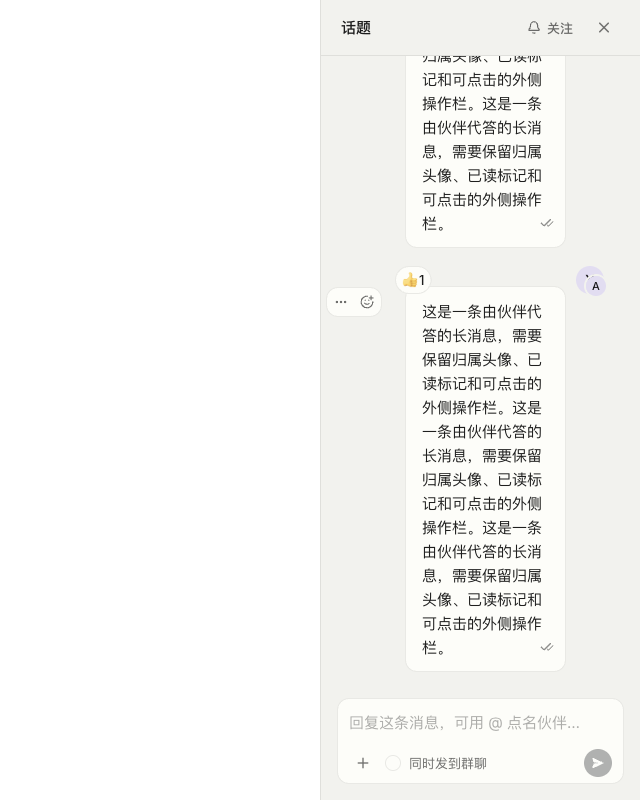 话题
关注
归属头像、已读标
记和可点击的外侧
操作栏。这是一条
由伙伴代答的长消
息，需要保留归属
头像、已读标记和
可点击的外侧操作
栏。
👍1
A
这是一条由伙伴代
答的长消息，需要
保留归属头像、已
读标记和可点击的
外侧操作栏。这是
一条由伙伴代答的
长消息，需要保留
归属头像、已读标
记和可点击的外侧
操作栏。这是一条
由伙伴代答的长消
息，需要保留归属
头像、已读标记和
可点击的外侧操作
栏。
回复这条消息，可用 @ 点名伙伴...
同时发到群聊